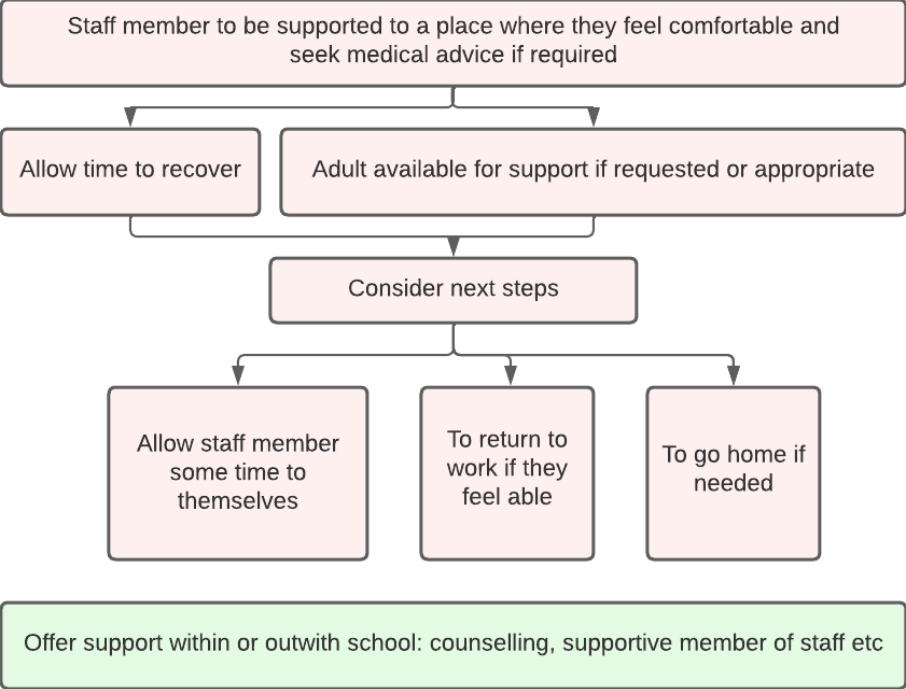 Staff member to be supported to a place where they feel comfortable and
seek medical advice if required
Allow time to recover
Adult available for support if requested or appropriate
Consider next steps
Allow staff member
some time to
themselves
To return to
work if they
feel able
To go home if
needed
Offer support within or outwith school: counselling, supportive member of staff etc